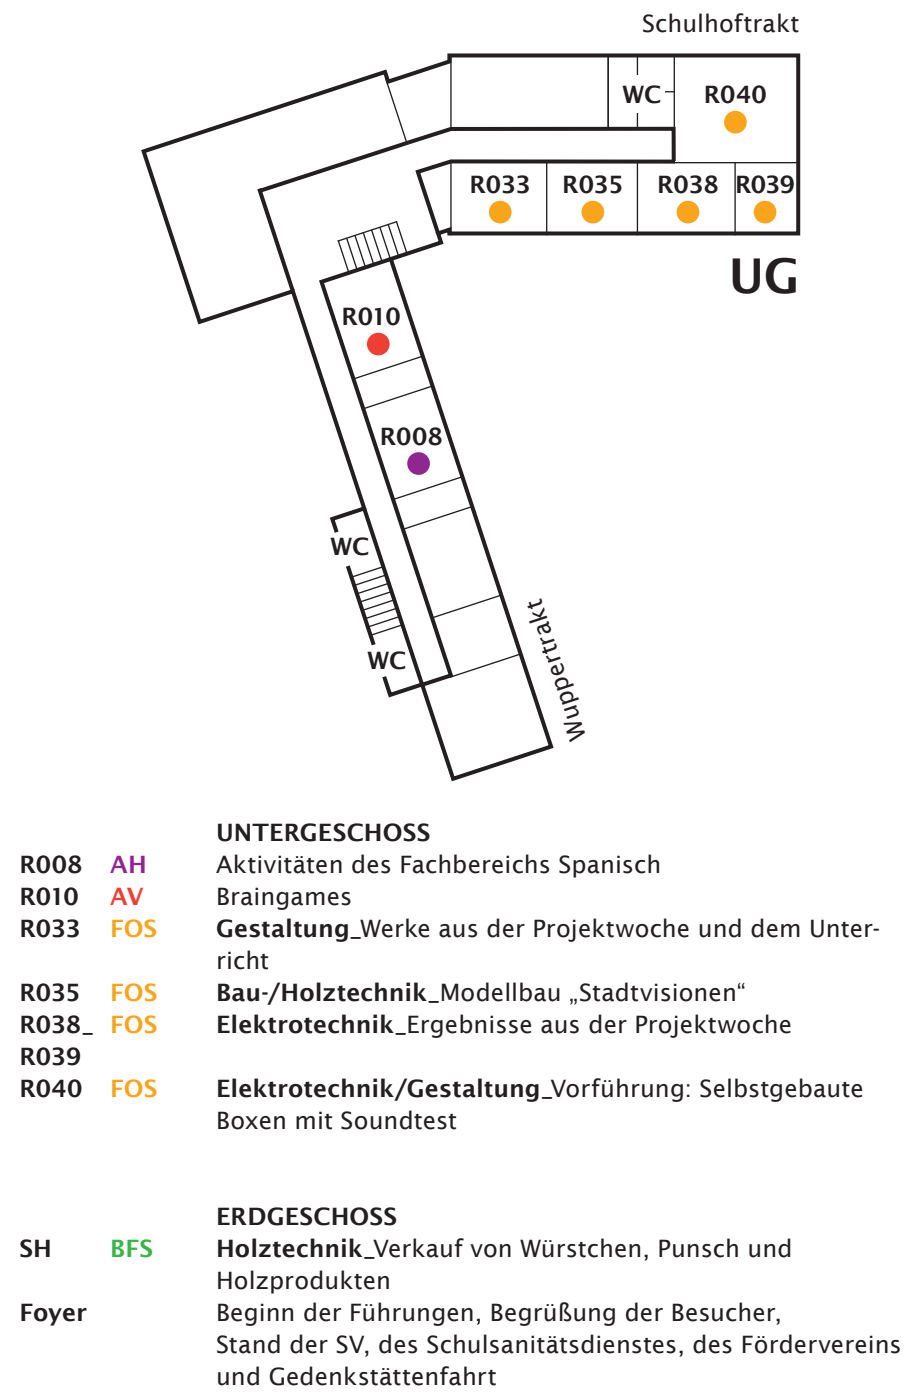 Schulhoftrakt
WC
R040
R033
R035
R038
R039
UG
R010
R008
WC
WC
Wuppertrakt
UNTERGESCHOSS
R008 AH Aktivitäten des Fachbereichs Spanisch
R010 AV Braingames
R033 FOS Gestaltung_Werke aus der Projektwoche und dem Unter-
richt
R035 FOS Bau-/Holztechnik_Modellbau „Stadtvisionen“
R038_ FOS Elektrotechnik_Ergebnisse aus der Projektwoche
R039
R040 FOS Elektrotechnik/Gestaltung_Vorführung: Selbstgebaute
Boxen mit Soundtest
ERDGESCHOSS
SH BFS Holztechnik_Verkauf von Würstchen, Punsch und
Holzprodukten
Foyer Beginn der Führungen, Begrüßung der Besucher,
Stand der SV, des Schulsanitätsdienstes, des Fördervereins
und Gedenkstättenfahrt